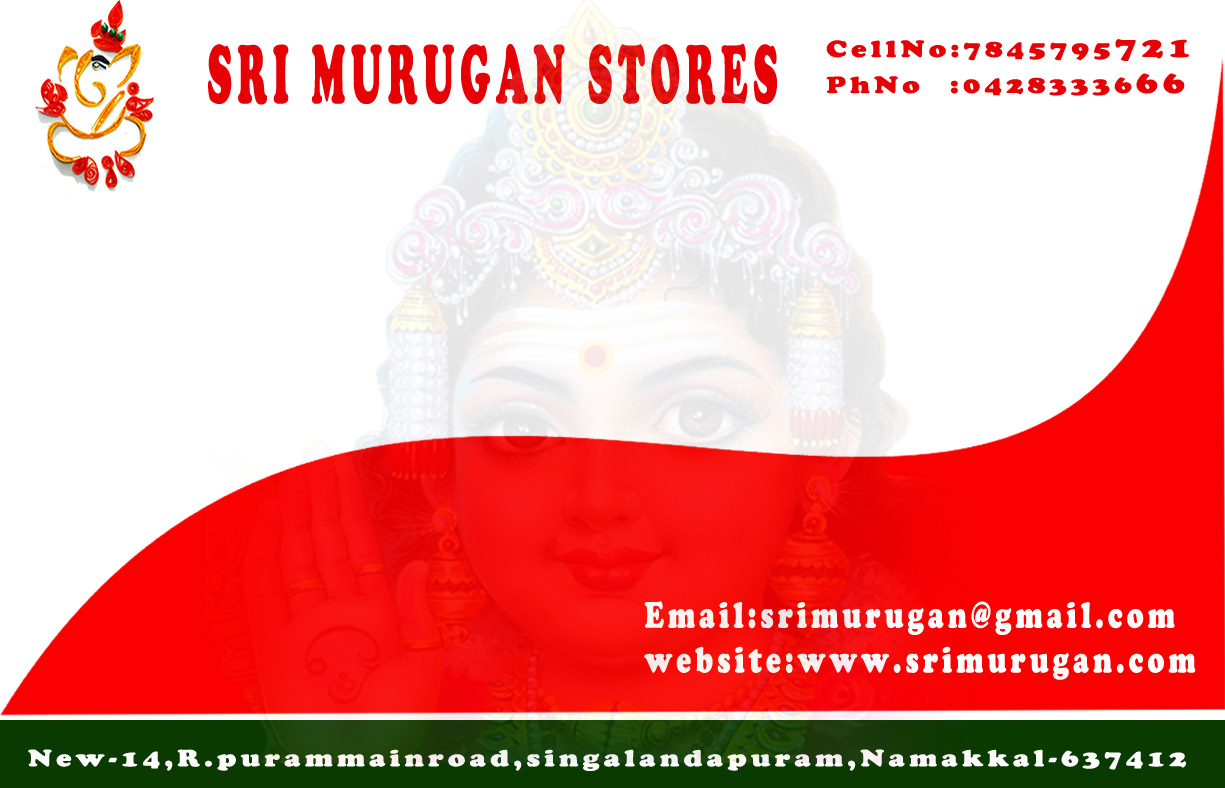 SRI MURUGAN STORES
CellNo:7845795721
PhNo :0428333666
Email:srimurugan@gmail.com
website:www.srimurugan.com
New-14,R.purammainroad,singalandapuram,Namakkal-637412